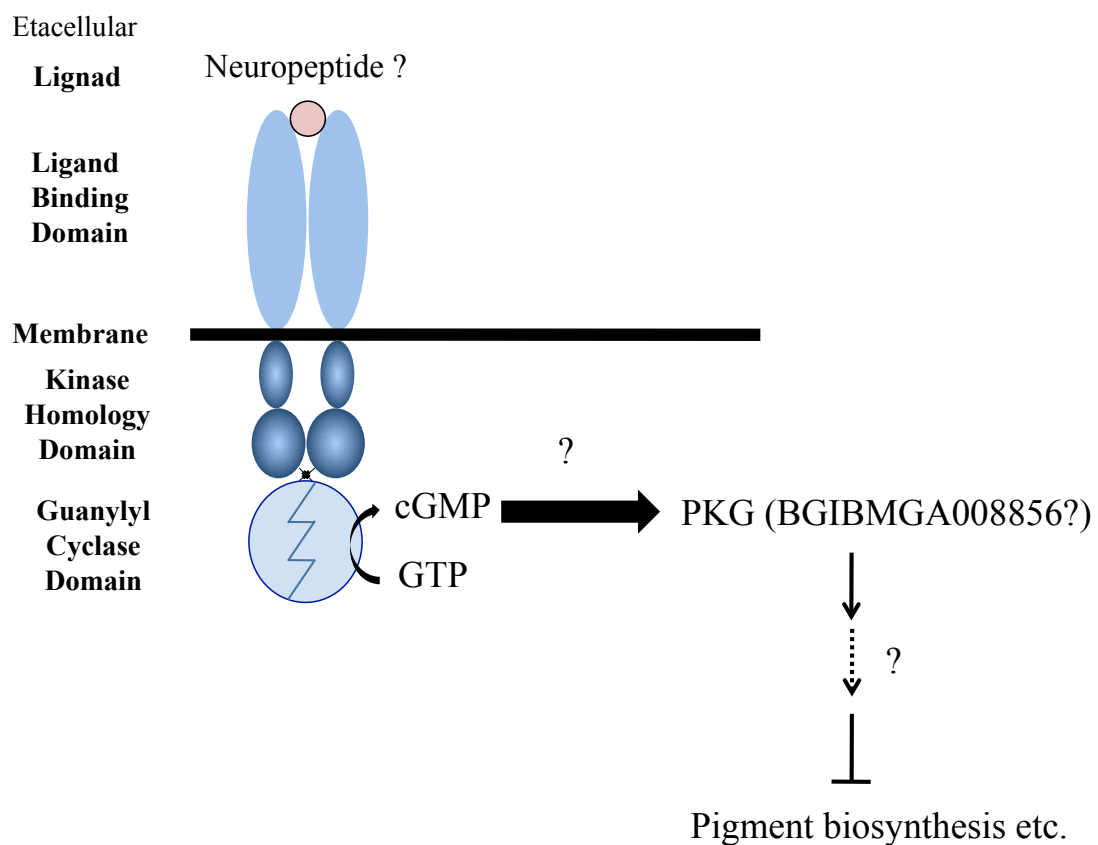 Etacellular
Lignad
Neuropeptide ?
Ligand
Binding
Domain
Membrane
Kinase
Homology
Domain
?
Guanylyl
Cyclase
Domain
cGMP
GTP
PKG (BGIBMGA008856?)
?
Pigment biosynthesis etc.